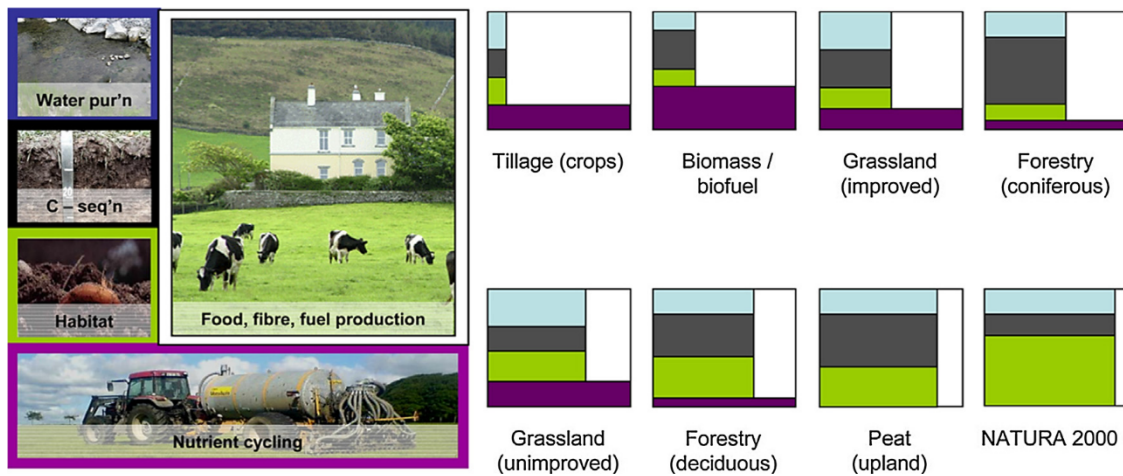 Water pur'n
C – seq'n
Habitat
Food, fibre, fuel production
Nutrient cycling
Tillage (crops)
Biomass /
biofuel
Grassland
(improved)
Forestry
(coniferous)
Grassland
(unimproved)
Forestry
(deciduous)
Peat
(upland)
NATURA 2000